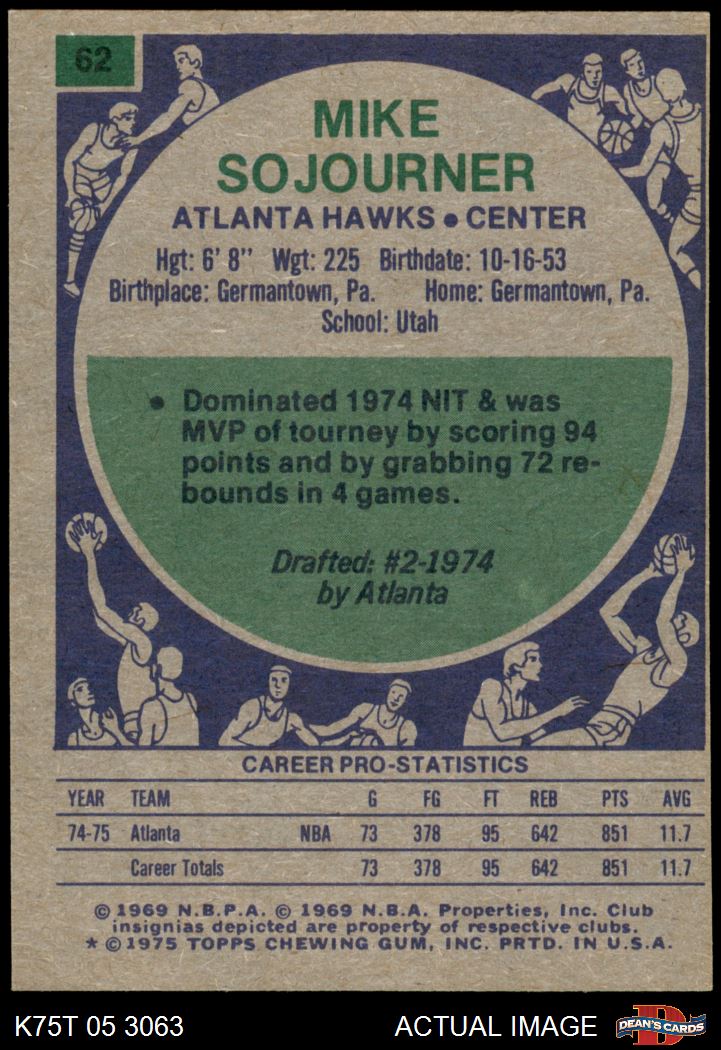 62
MIKE
SOJOURNER
ATLANTA HAWKS • CENTER
Hgt: 6' 8" Wgt: 225 Birthdate: 10-16-53
Birthplace: Germantown, Pa. Home: Germantown, Pa.
School: Utah
• Dominated 1974 NIT & was
MVP of tourney by scoring 94
points and by grabbing 72 re-
bounds in 4 games.
Drafted: #2-1974
by Atlanta
CAREER PRO-STATISTICS
YEAR TEAM G FG FT REB PTS AVG
74-75 Atlanta NBA 73 378 95 642 851 11.7
Career Totals 73 378 95 642 851 11.7
© 1969 N.B.P.A. © 1969 N.B.A. Properties, Inc. Club
insignias depicted are property of respective clubs.
* © 1975 TOPPS CHEWING GUM, INC. PRTD. IN U.S.A.
K75T 05 3063 ACTUAL IMAGE D DEAN'S CARDS